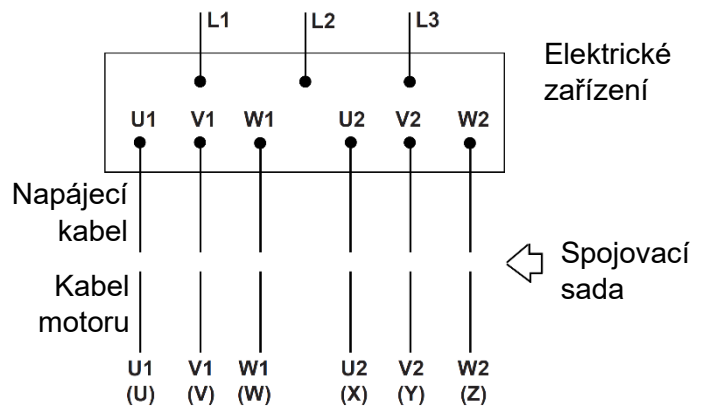 L1 L2 L3
Elektrické
zařízení
U1 V1 W1 U2 V2 W2
Napájecí
kabel
Spojovací
sada
Kabel
motoru
U1 V1 W1 U2 V2 W2
(U) (V) (W) (X) (Y) (Z)